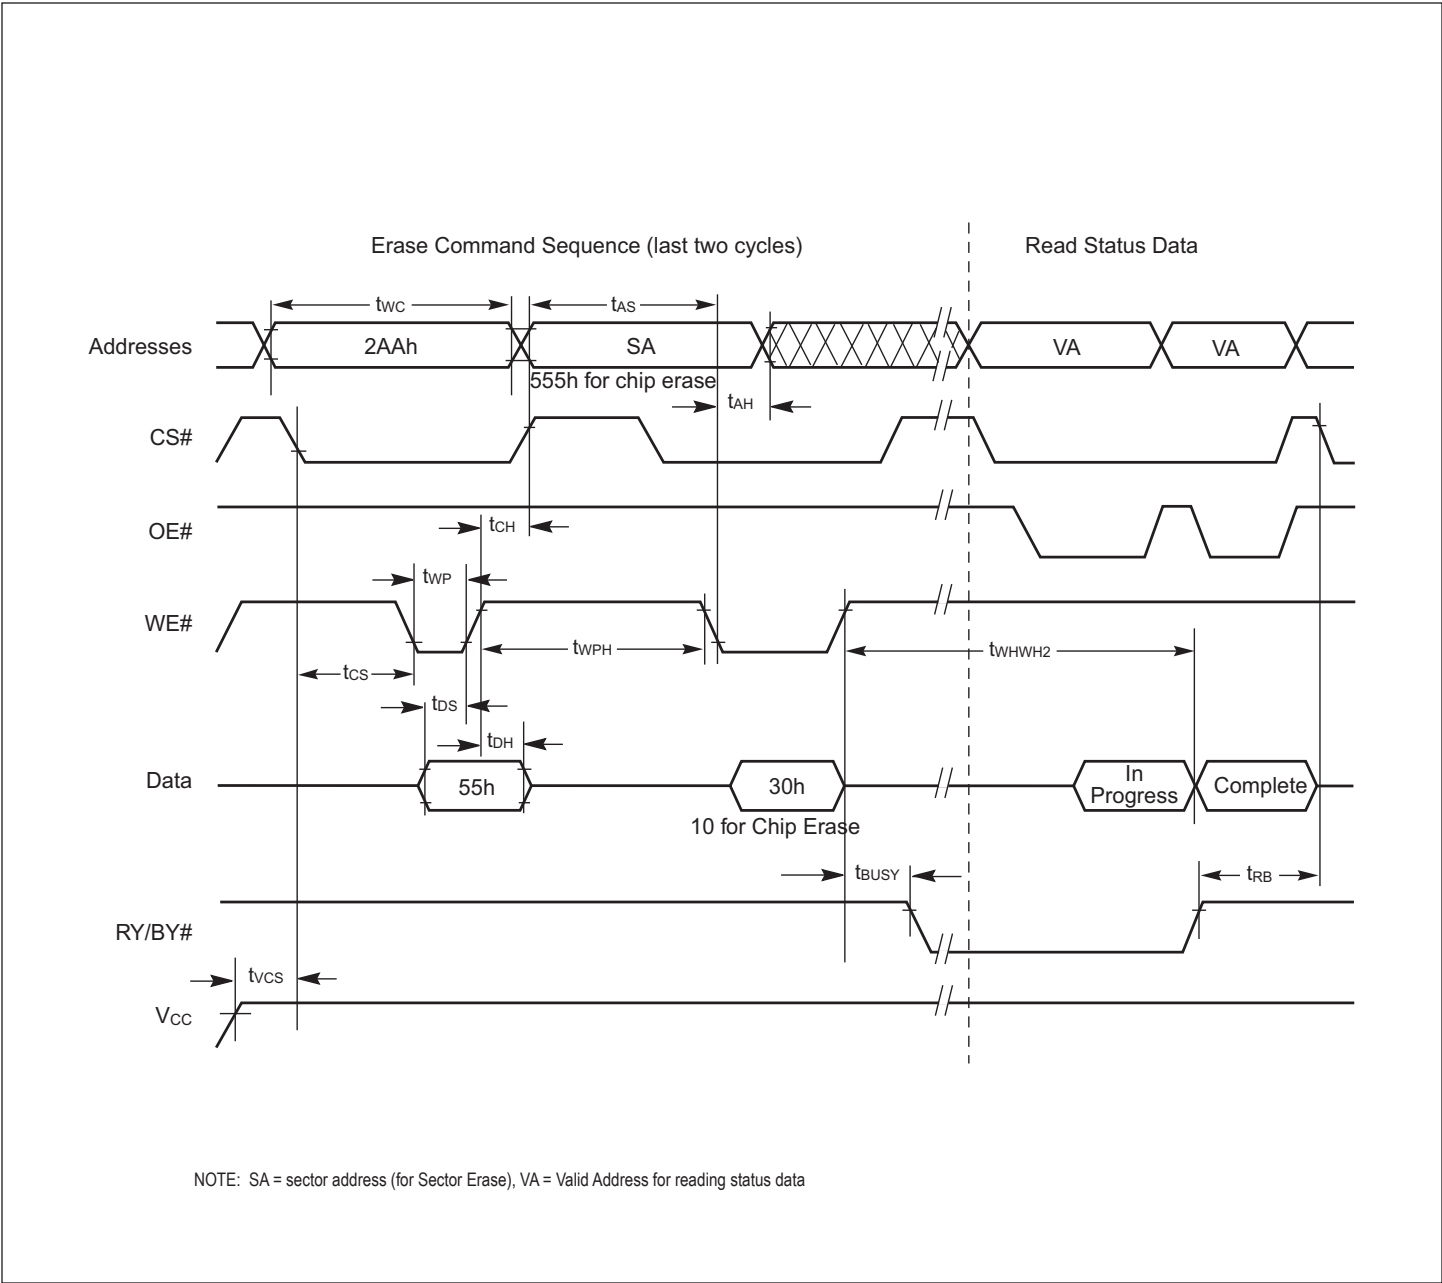 Erase Command Sequence (last two cycles)
Read Status Data
tWC
tAS
Addresses
2AAh
SA
VA
VA
555h for chip erase
tAH
CS#
OE#
tCH
tWP
WE#
tWPH
tWHWH2
tCS
tDS
tDH
Data
55h
30h
In
Progress
Complete
10 for Chip Erase
tBUSY
tRB
RY/BY#
tVCS
VCC
NOTE: SA = sector address (for Sector Erase), VA = Valid Address for reading status data